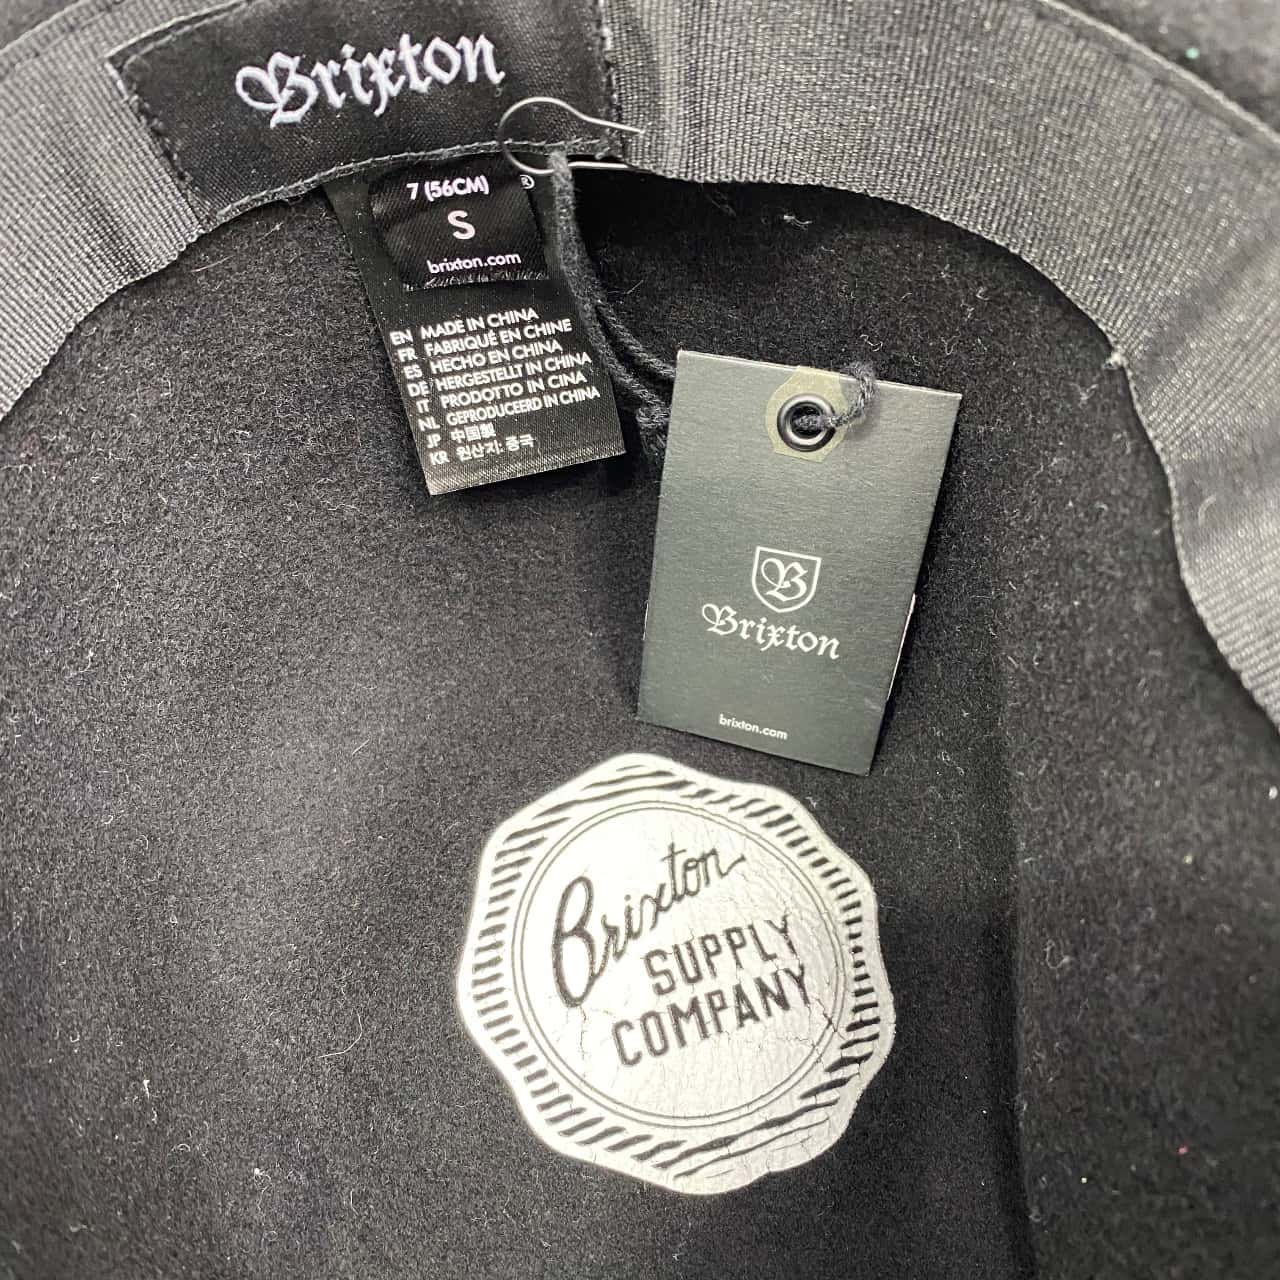 Brixton
®
7 (56CM)
S
brixton.com
EN MADE IN CHINA
FR FABRIQUÉ EN CHINE
ES HECHO EN CHINA
DE HERGESTELLT IN CHINA
IT PRODOTTO IN CINA
NL GEPRODUCEERD IN CHINA
JP 中国製
KR 원산지: 중국
B
Brixton
brixton.com
Brixton
SUPPLY
COMPANY